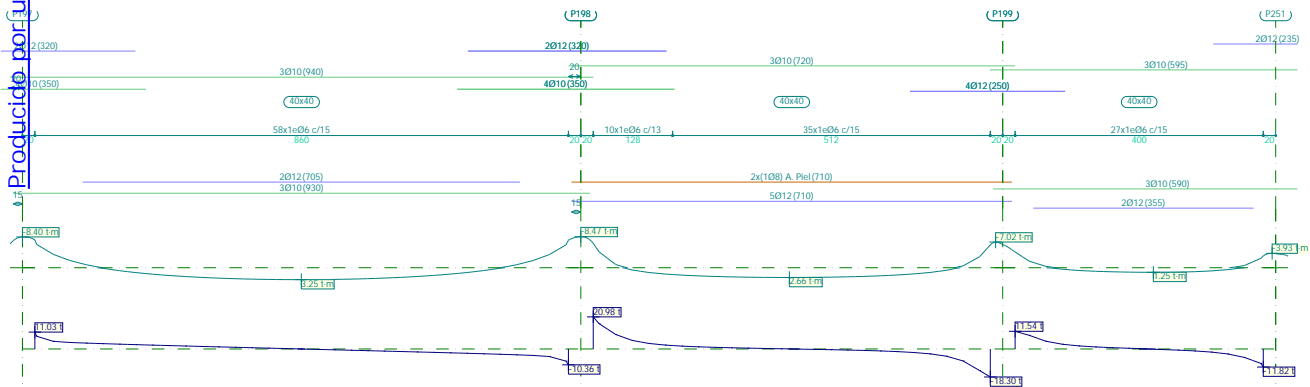 P197 P198 P199 P251
2Ø12(320) 2Ø12(320) 2Ø12(235)
3Ø10(940) 20 3Ø10(720) 3Ø10(595)
4Ø10(350) 4Ø12(250)
40x40 40x40 40x40
58x1eØ6 c/15 10x1eØ6 c/13 35x1eØ6 c/15 27x1eØ6 c/15
860 20 20 128 512 20 20 400 20
Producido por u
2Ø12(705) 2x(1Ø8) A. Piel(710)
3Ø10(930) 3Ø10(590)
15 15 5Ø12(710) 2Ø12(355)
-8.40 t·m -8.47 t·m -7.02 t·m -3.93 t·m
3.25 t·m 2.66 t·m 1.25 t·m
11.03 t 20.98 t 11.54 t
-10.36 t -18.30 t -11.82 t